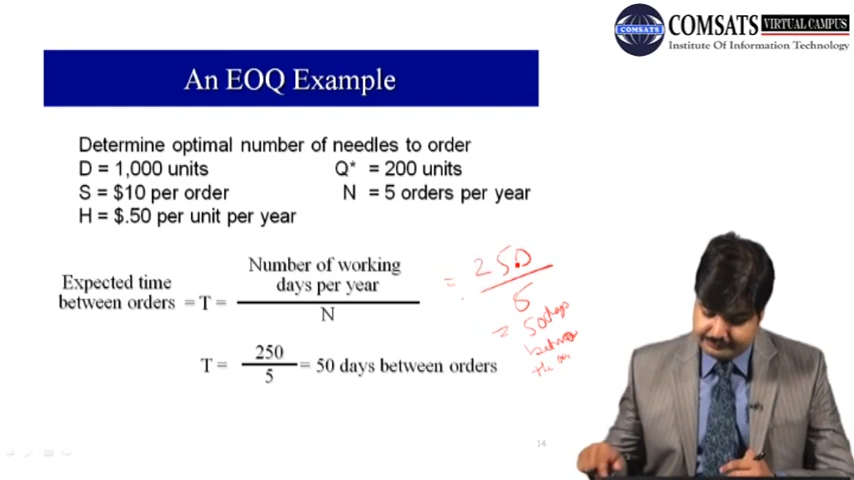 COMSATS VIRTUAL CAMPUS
COMSATS
Institute Of Information Technology
An EOQ Example
Determine optimal number of needles to order
D = 1,000 units Q* = 200 units
S = $10 per order N = 5 orders per year
H = $.50 per unit per year
Expected time between orders = T = Number of working days per year / N
= 250 / 5
= 50 days
between
the
T = 250 / 5 = 50 days between orders
14